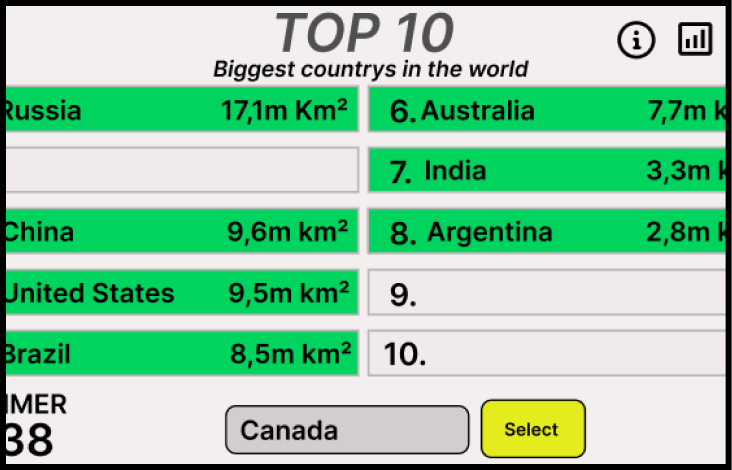 TOP 10
Biggest countrys in the world
Russia 17,1m Km²
China 9,6m km²
United States 9,5m km²
Brazil 8,5m km²
6. Australia 7,7m k
7. India 3,3m k
8. Argentina 2,8m k
9.
10.
IMER
38
Canada
Select